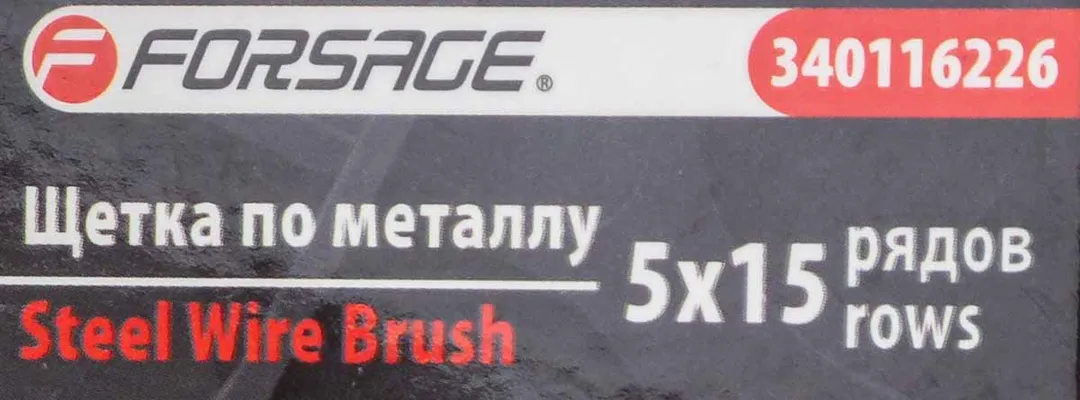 FORSAGE®
340116226
Щетка по металлу
Steel Wire Brush
5x15
рядов
rows